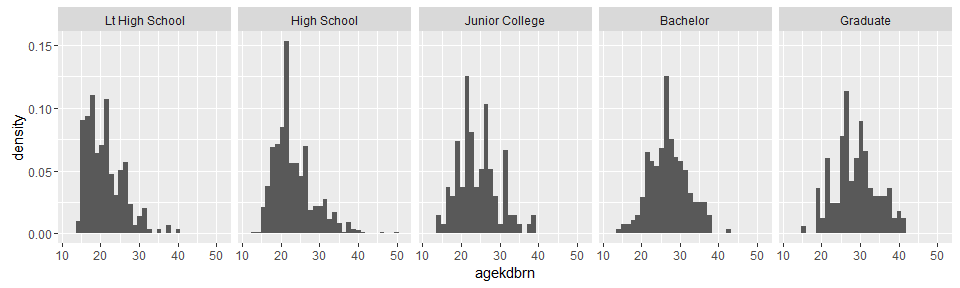 Lt High School High School Junior College Bachelor Graduate
0.15
0.10
0.05
0.00
density
10 20 30 40 50 10 20 30 40 50 10 20 30 40 50 10 20 30 40 50 10 20 30 40 50
agekdbrn